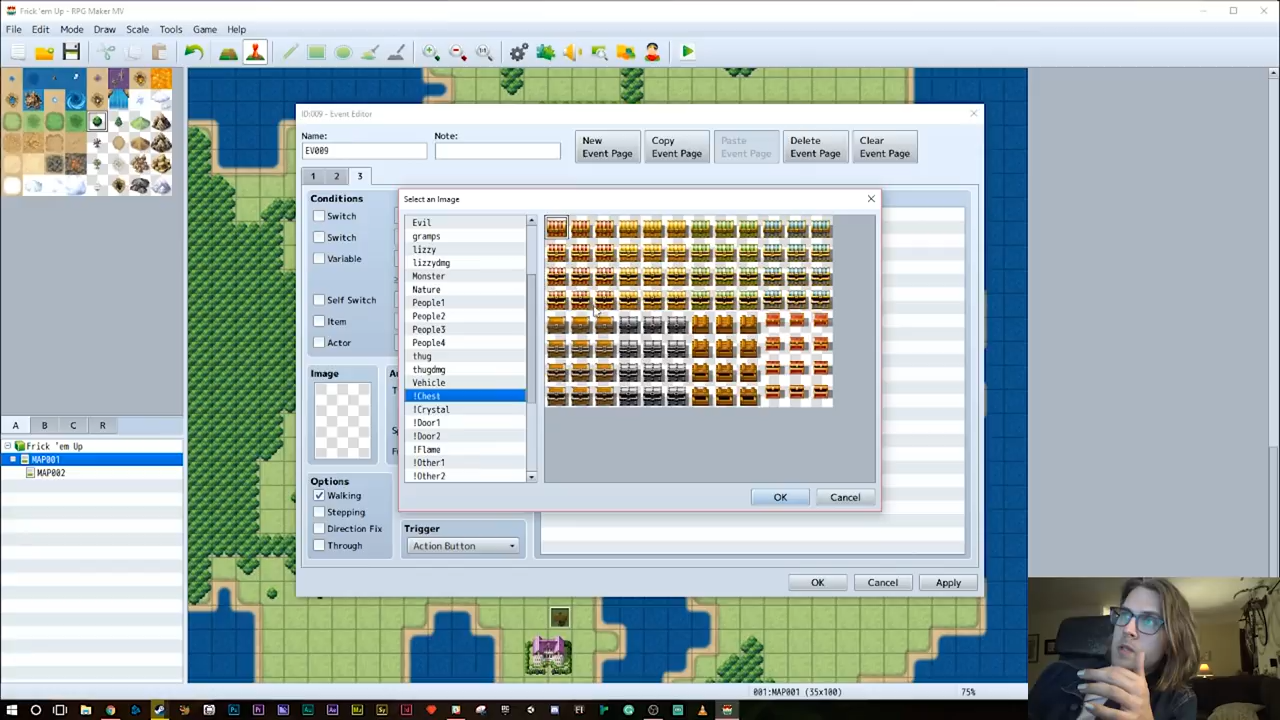 Frick 'em Up - RPG Maker MV
File Edit Mode Draw Scale Tools Game Help
ID:009 - Event Editor
Name:
Note:
EV009
New
Event Page
Copy
Event Page
Paste
Event Page
Delete
Event Page
Clear
Event Page
1 2 3
Conditions
Switch
Switch
Variable
Self Switch
Item
Actor
Image
Options
Walking
Stepping
Direction Fix
Through
Select an Image
Evil
gramps
lizzy
lizzydmg
Monster
Nature
People1
People2
People3
People4
thug
thugdmg
Vehicle
!Chest
!Crystal
!Door1
!Door2
!Flame
!Other1
!Other2
OK Cancel
Trigger
Action Button
OK Cancel Apply
A B C R
Frick 'em Up
MAP001
MAP002
001:MAP001 (35x100) 75%